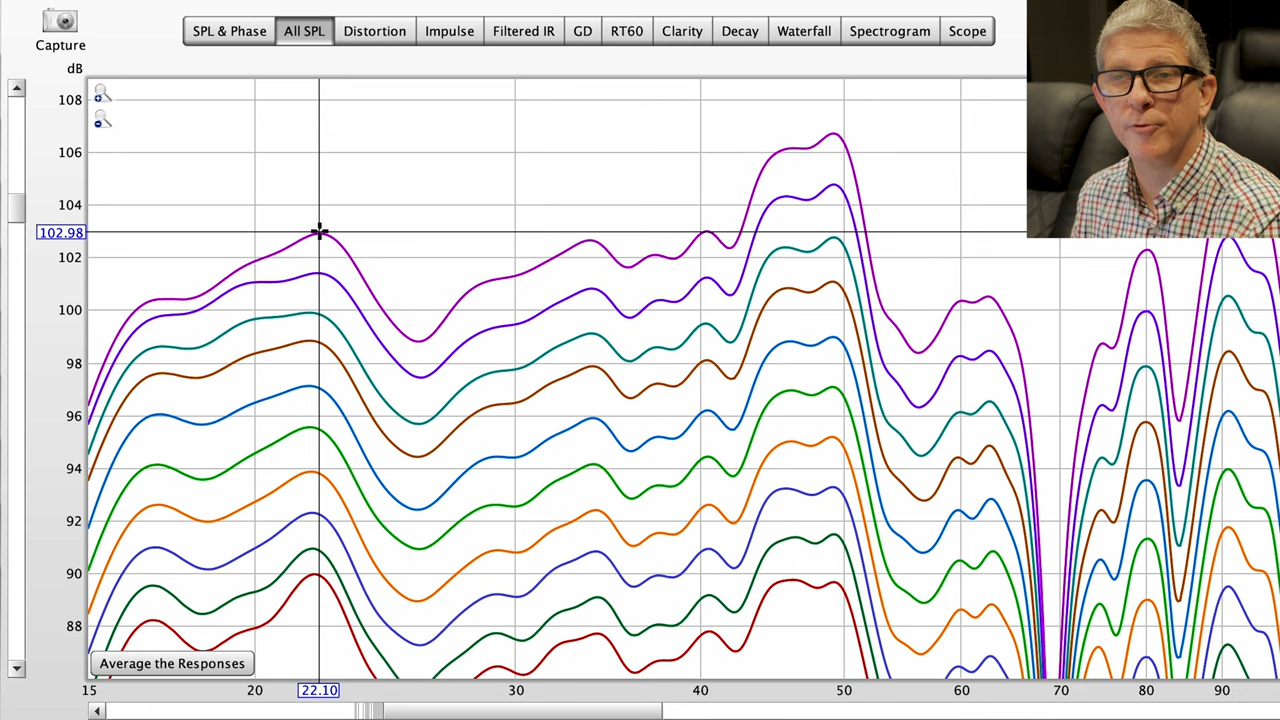 Capture
SPL & Phase All SPL Distortion Impulse Filtered IR GD RT60 Clarity Decay Waterfall Spectrogram Scope
dB
108
106
104
102.98
102
100
98
96
94
92
90
88
Average the Responses
15 20 22.10 30 40 50 60 70 80 90